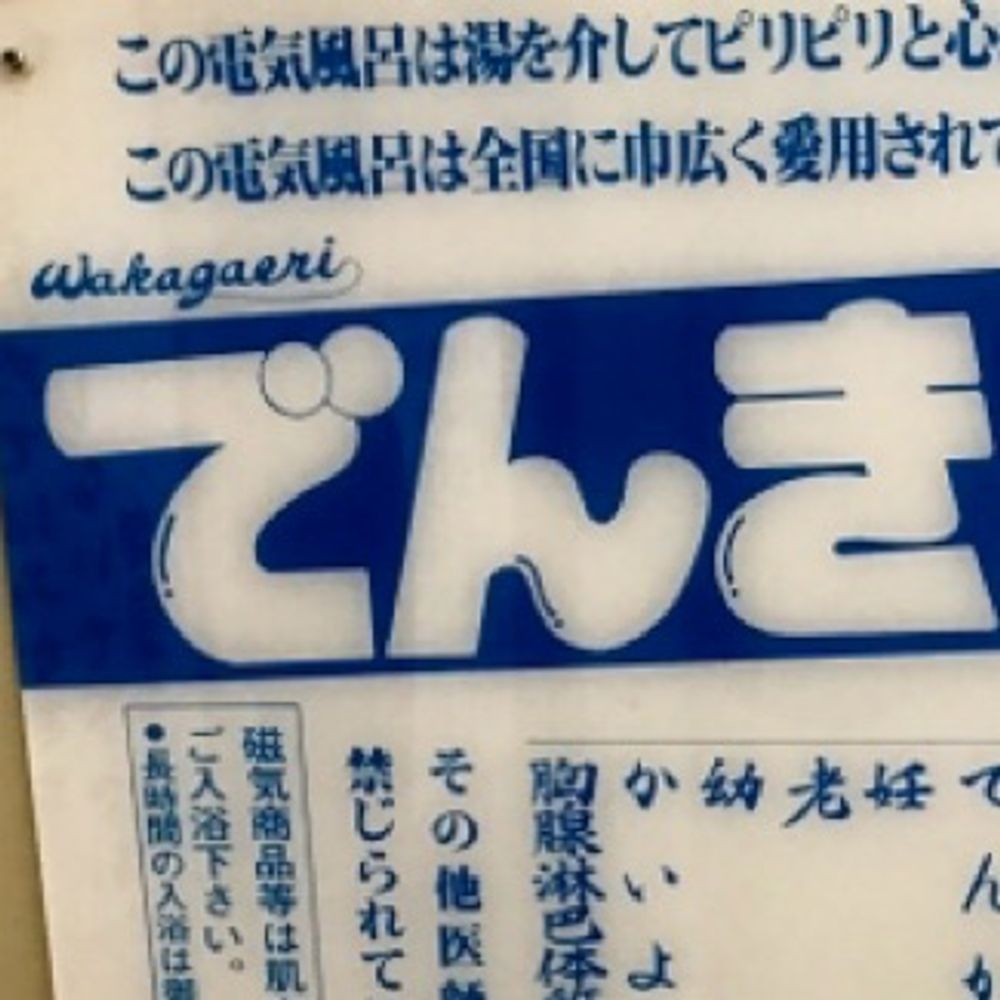 この電気風呂は湯を介してピリピリと心
この電気風呂は全国に巾広く愛用されて
Wakagaeri
でんき
でんか
妊
老
幼
かいよ
胸腺淋巴体
その他医
禁じられて
磁気商品等は肌
ご入浴下さい。
●長時間の入浴は